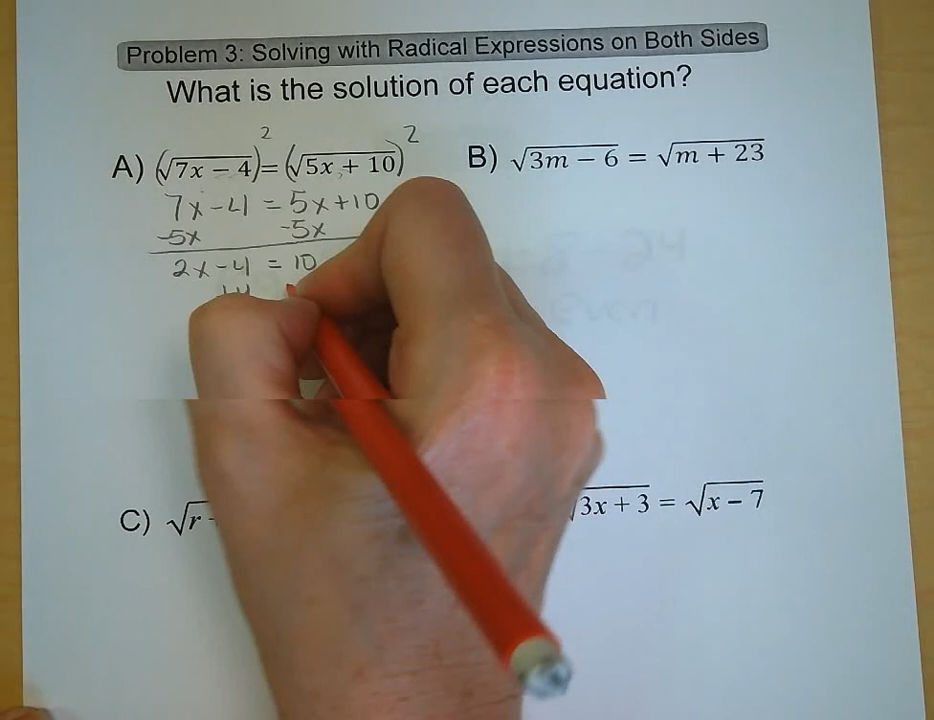 Problem 3: Solving with Radical Expressions on Both Sides
What is the solution of each equation?
A) (√7x − 4)² = (√5x + 10)²
B) √3m − 6 = √m + 23
7x - 4 = 5x + 10
-5x -5x
2x - 4 = 10
+4
C) √r -
√3x + 3 = √x − 7